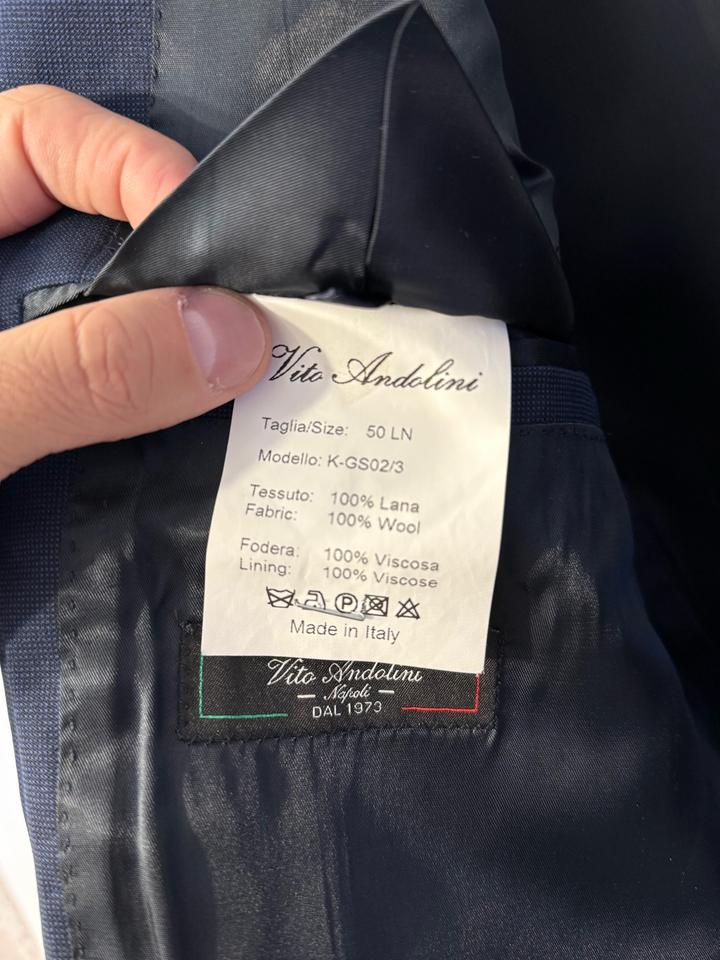 Vito Andolini
Taglia/Size: 50 LN
Modello: K-GS02/3
Tessuto: 100% Lana
Fabric: 100% Wool
Fodera: 100% Viscosa
Lining: 100% Viscose
P
Made in Italy
Vito Andolini
— Napoli —
DAL 1973